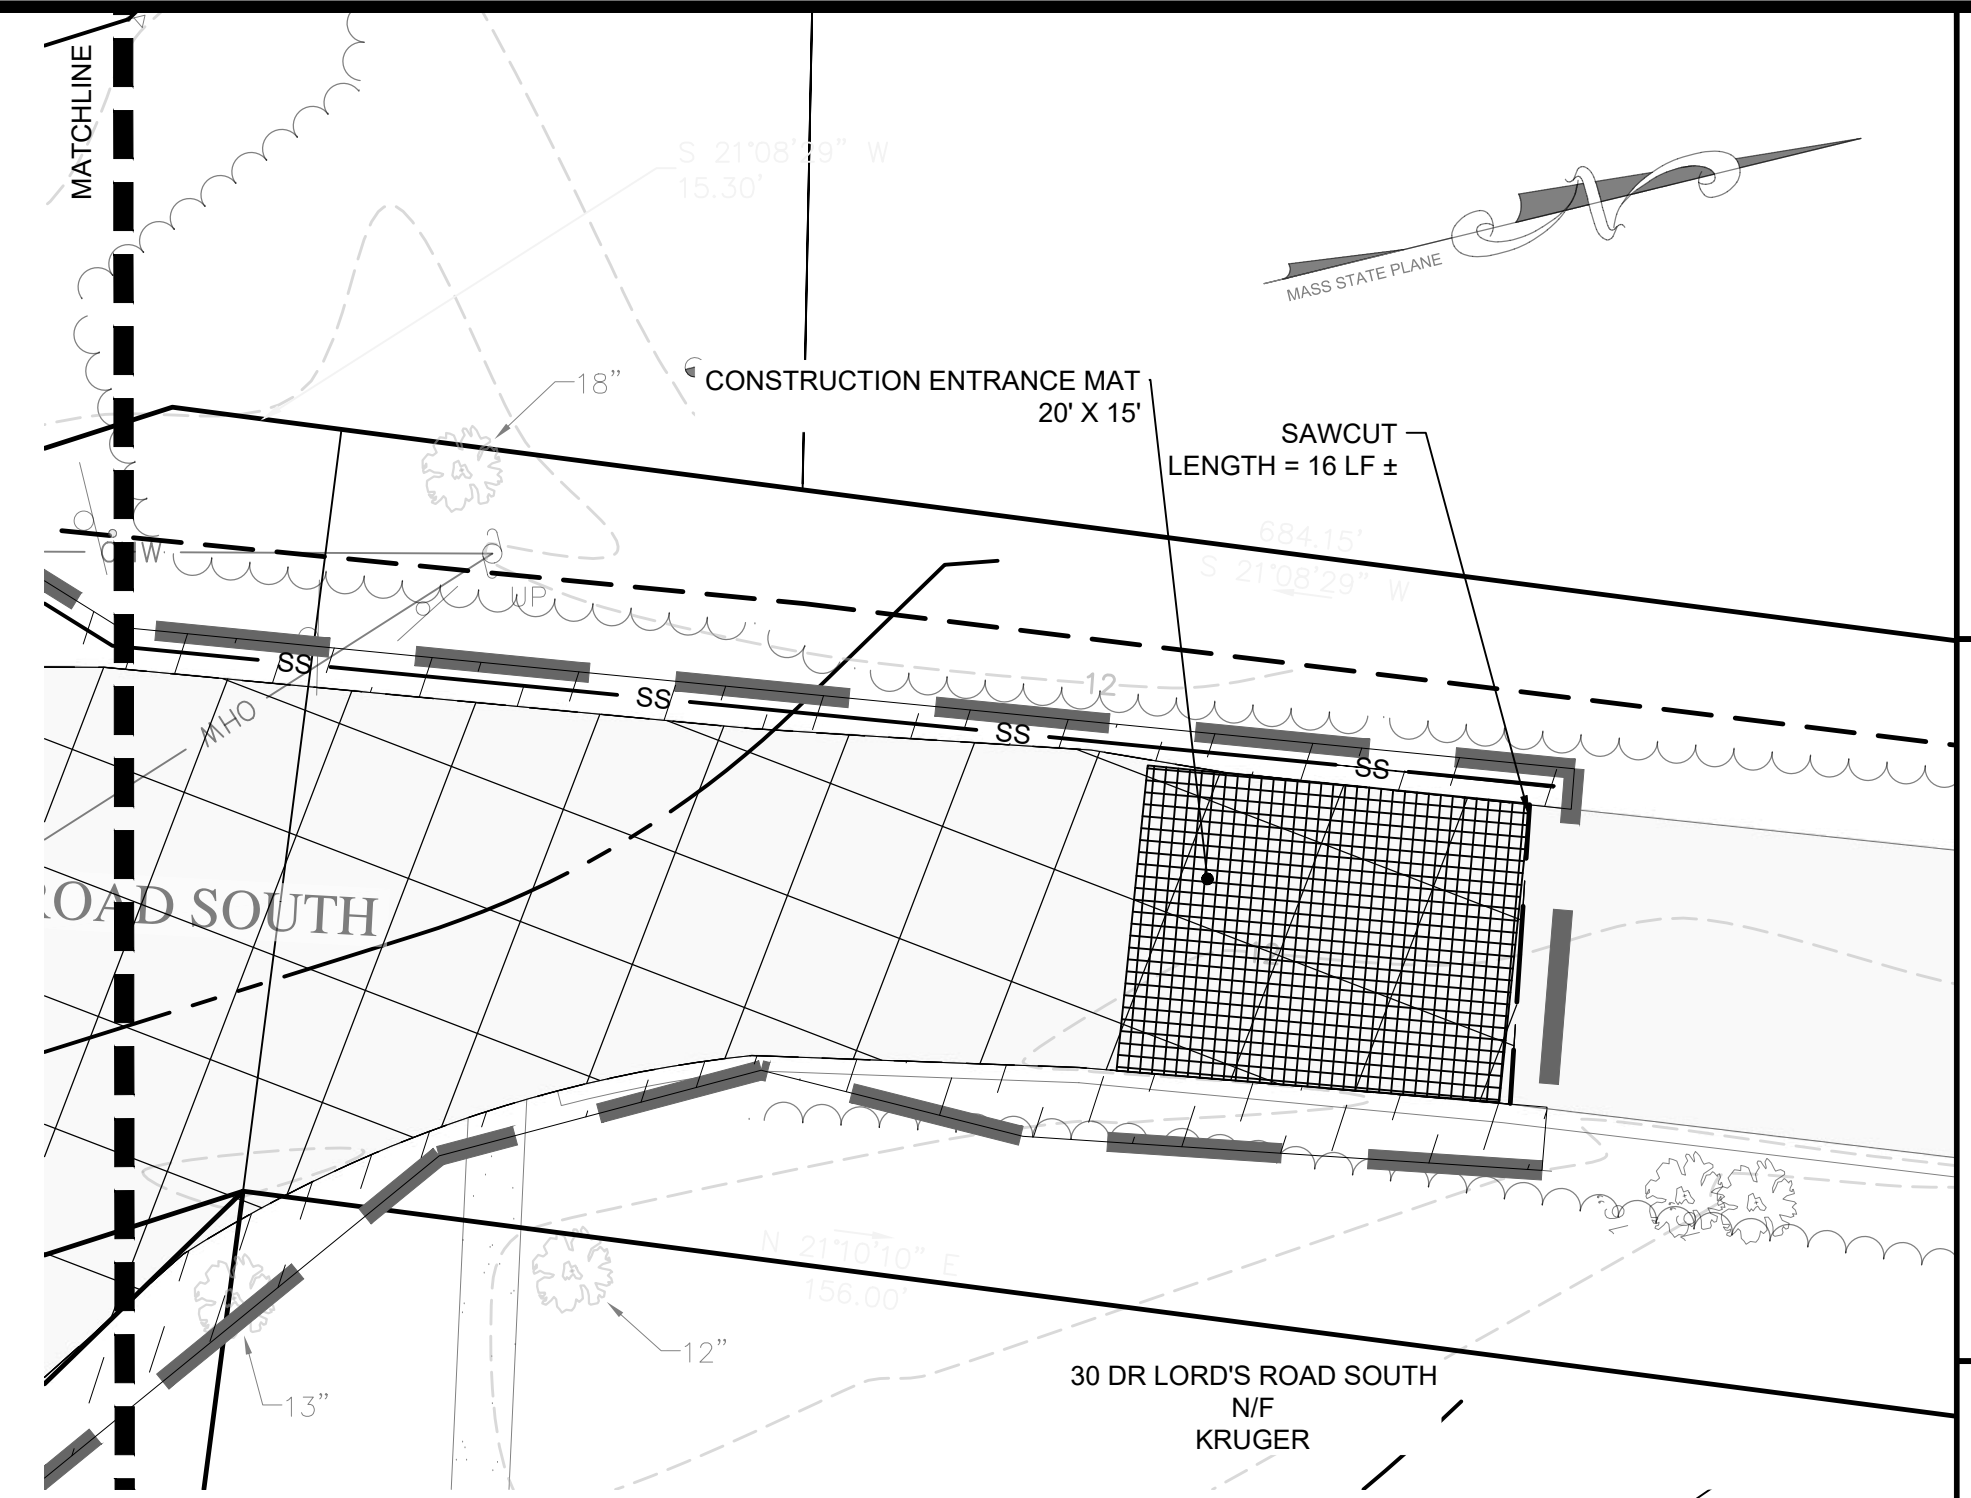 MATCHLINE
S 21°08'29" W
15.30'
MASS STATE PLANE
18"
CONSTRUCTION ENTRANCE MAT
20' X 15'
SAWCUT
LENGTH = 16 LF ±
684.15'
S 21°08'29" W
OHW
UP
SS
SS
SS
SS
12
MHO
ROAD SOUTH
12
N 21°10'10" E
156.00'
12"
13"
30 DR LORD'S ROAD SOUTH
N/F
KRUGER